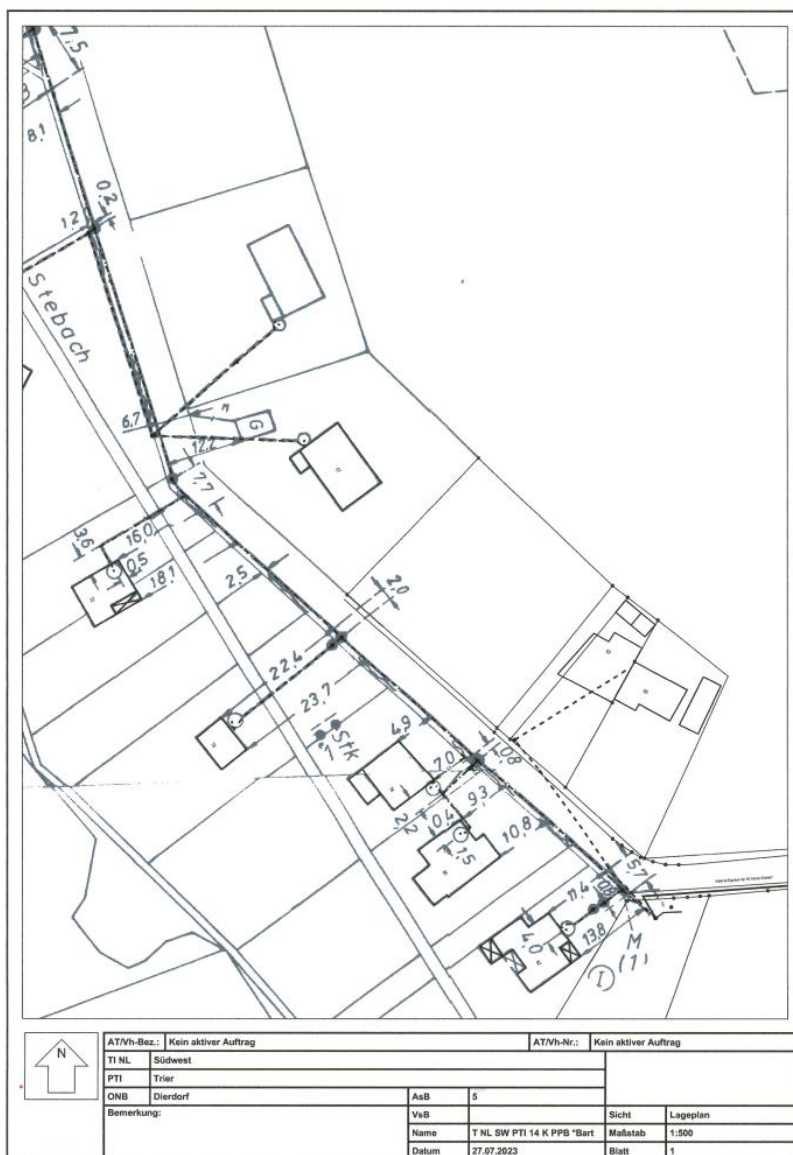 7,5
8,1
0,2
1,2
Stebach
6,7
G
12,2
7,7
3,6
16,0
0,5
18,1
2,5
2,0
22,4
23,7
Stk
4,9
0,8
7,0
9,3
2,2
0,4
1,5
10,8
5,7
11,4
0,8
4,0
13,8
M
(1)
I
N
AT/Vh-Bez.: Kein aktiver Auftrag AT/Vh-Nr.: Kein aktiver Auftrag
TI NL Südwest
PTI Trier
ONB Dierdorf AsB 5
Bemerkung: VsB Sicht Lageplan
Name T NL SW PTI 14 K PPB *Bart Maßstab 1:500
Datum 27.07.2023 Blatt 1